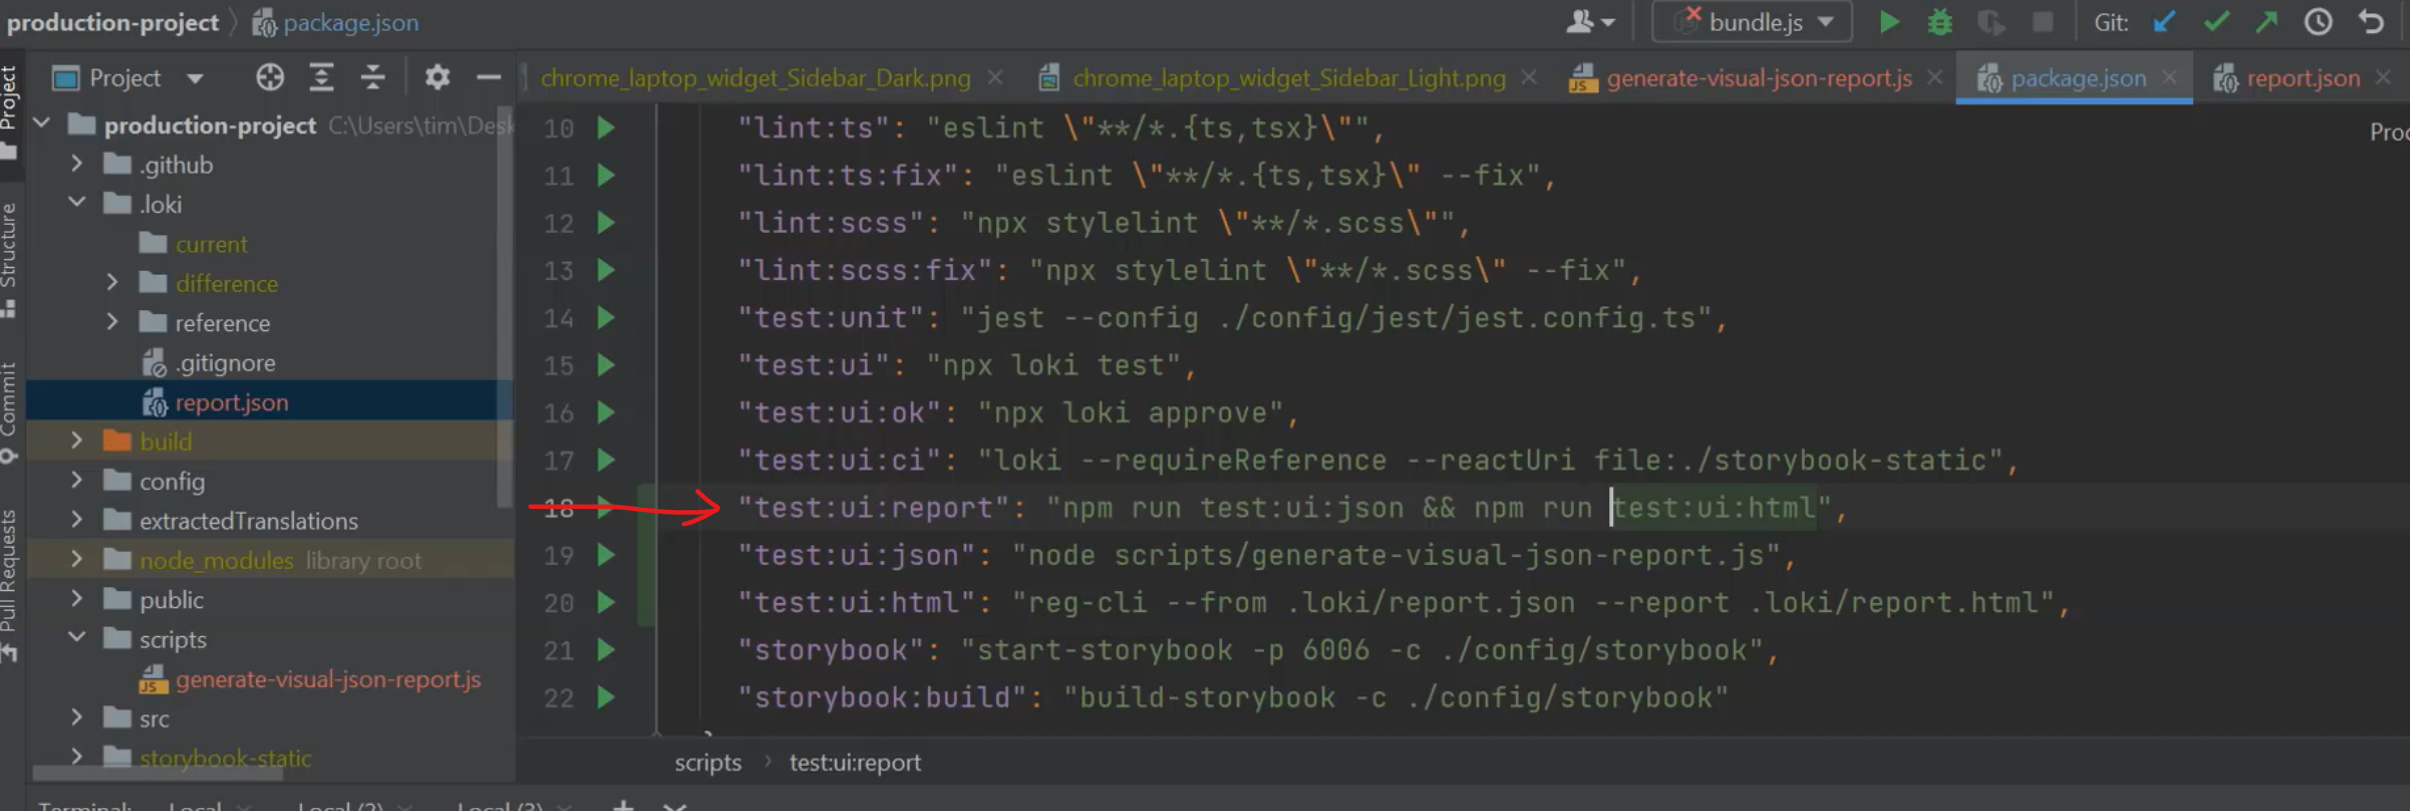 production-project
package.json
bundle.js
Git:
Project
chrome_laptop_widget_Sidebar_Dark.png
chrome_laptop_widget_Sidebar_Light.png
generate-visual-json-report.js
package.json
report.json
Project
Structure
Commit
Pull Requests
production-project C:\Users\tim\Desk
.github
.loki
current
difference
reference
.gitignore
report.json
build
config
extractedTranslations
node_modules library root
public
scripts
generate-visual-json-report.js
src
storybook-static
10 "lint:ts": "eslint \"**/*.{ts,tsx}\"",
11 "lint:ts:fix": "eslint \"**/*.{ts,tsx}\" --fix",
12 "lint:scss": "npx stylelint \"**/*.scss\"",
13 "lint:scss:fix": "npx stylelint \"**/*.scss\" --fix",
14 "test:unit": "jest --config ./config/jest/jest.config.ts",
15 "test:ui": "npx loki test",
16 "test:ui:ok": "npx loki approve",
17 "test:ui:ci": "loki --requireReference --reactUri file:./storybook-static",
18 "test:ui:report": "npm run test:ui:json && npm run test:ui:html",
19 "test:ui:json": "node scripts/generate-visual-json-report.js",
20 "test:ui:html": "reg-cli --from .loki/report.json --report .loki/report.html",
21 "storybook": "start-storybook -p 6006 -c ./config/storybook",
22 "storybook:build": "build-storybook -c ./config/storybook"
scripts test:ui:report
Terminal: Local Local (2) Local (3)